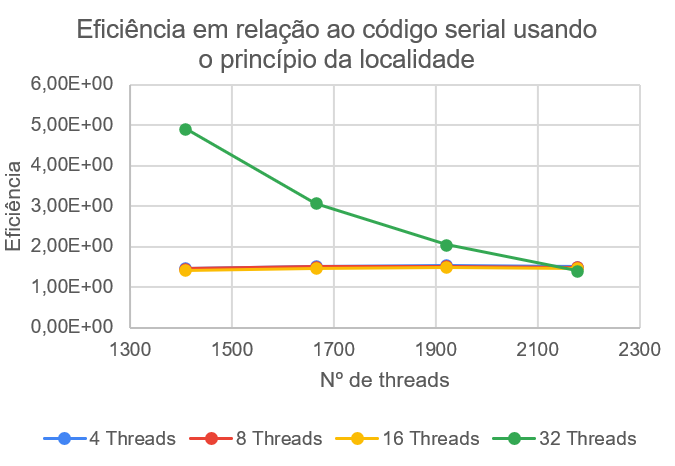 Eficiência em relação ao código serial usando
o princípio da localidade
6,00E+00
5,00E+00
4,00E+00
3,00E+00
2,00E+00
1,00E+00
0,00E+00
Eficiência
1300 1500 1700 1900 2100 2300
Nº de threads
4 Threads 8 Threads 16 Threads 32 Threads